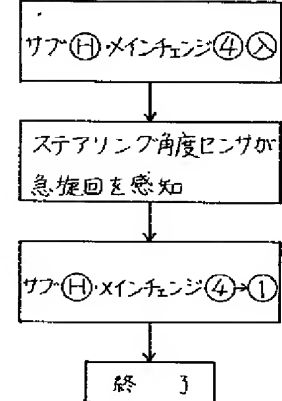 サブⒽ・メインチェンジ④入
ステアリング角度センサが
急旋回を感知
サブⒽ・メインチェンジ④→①
終了